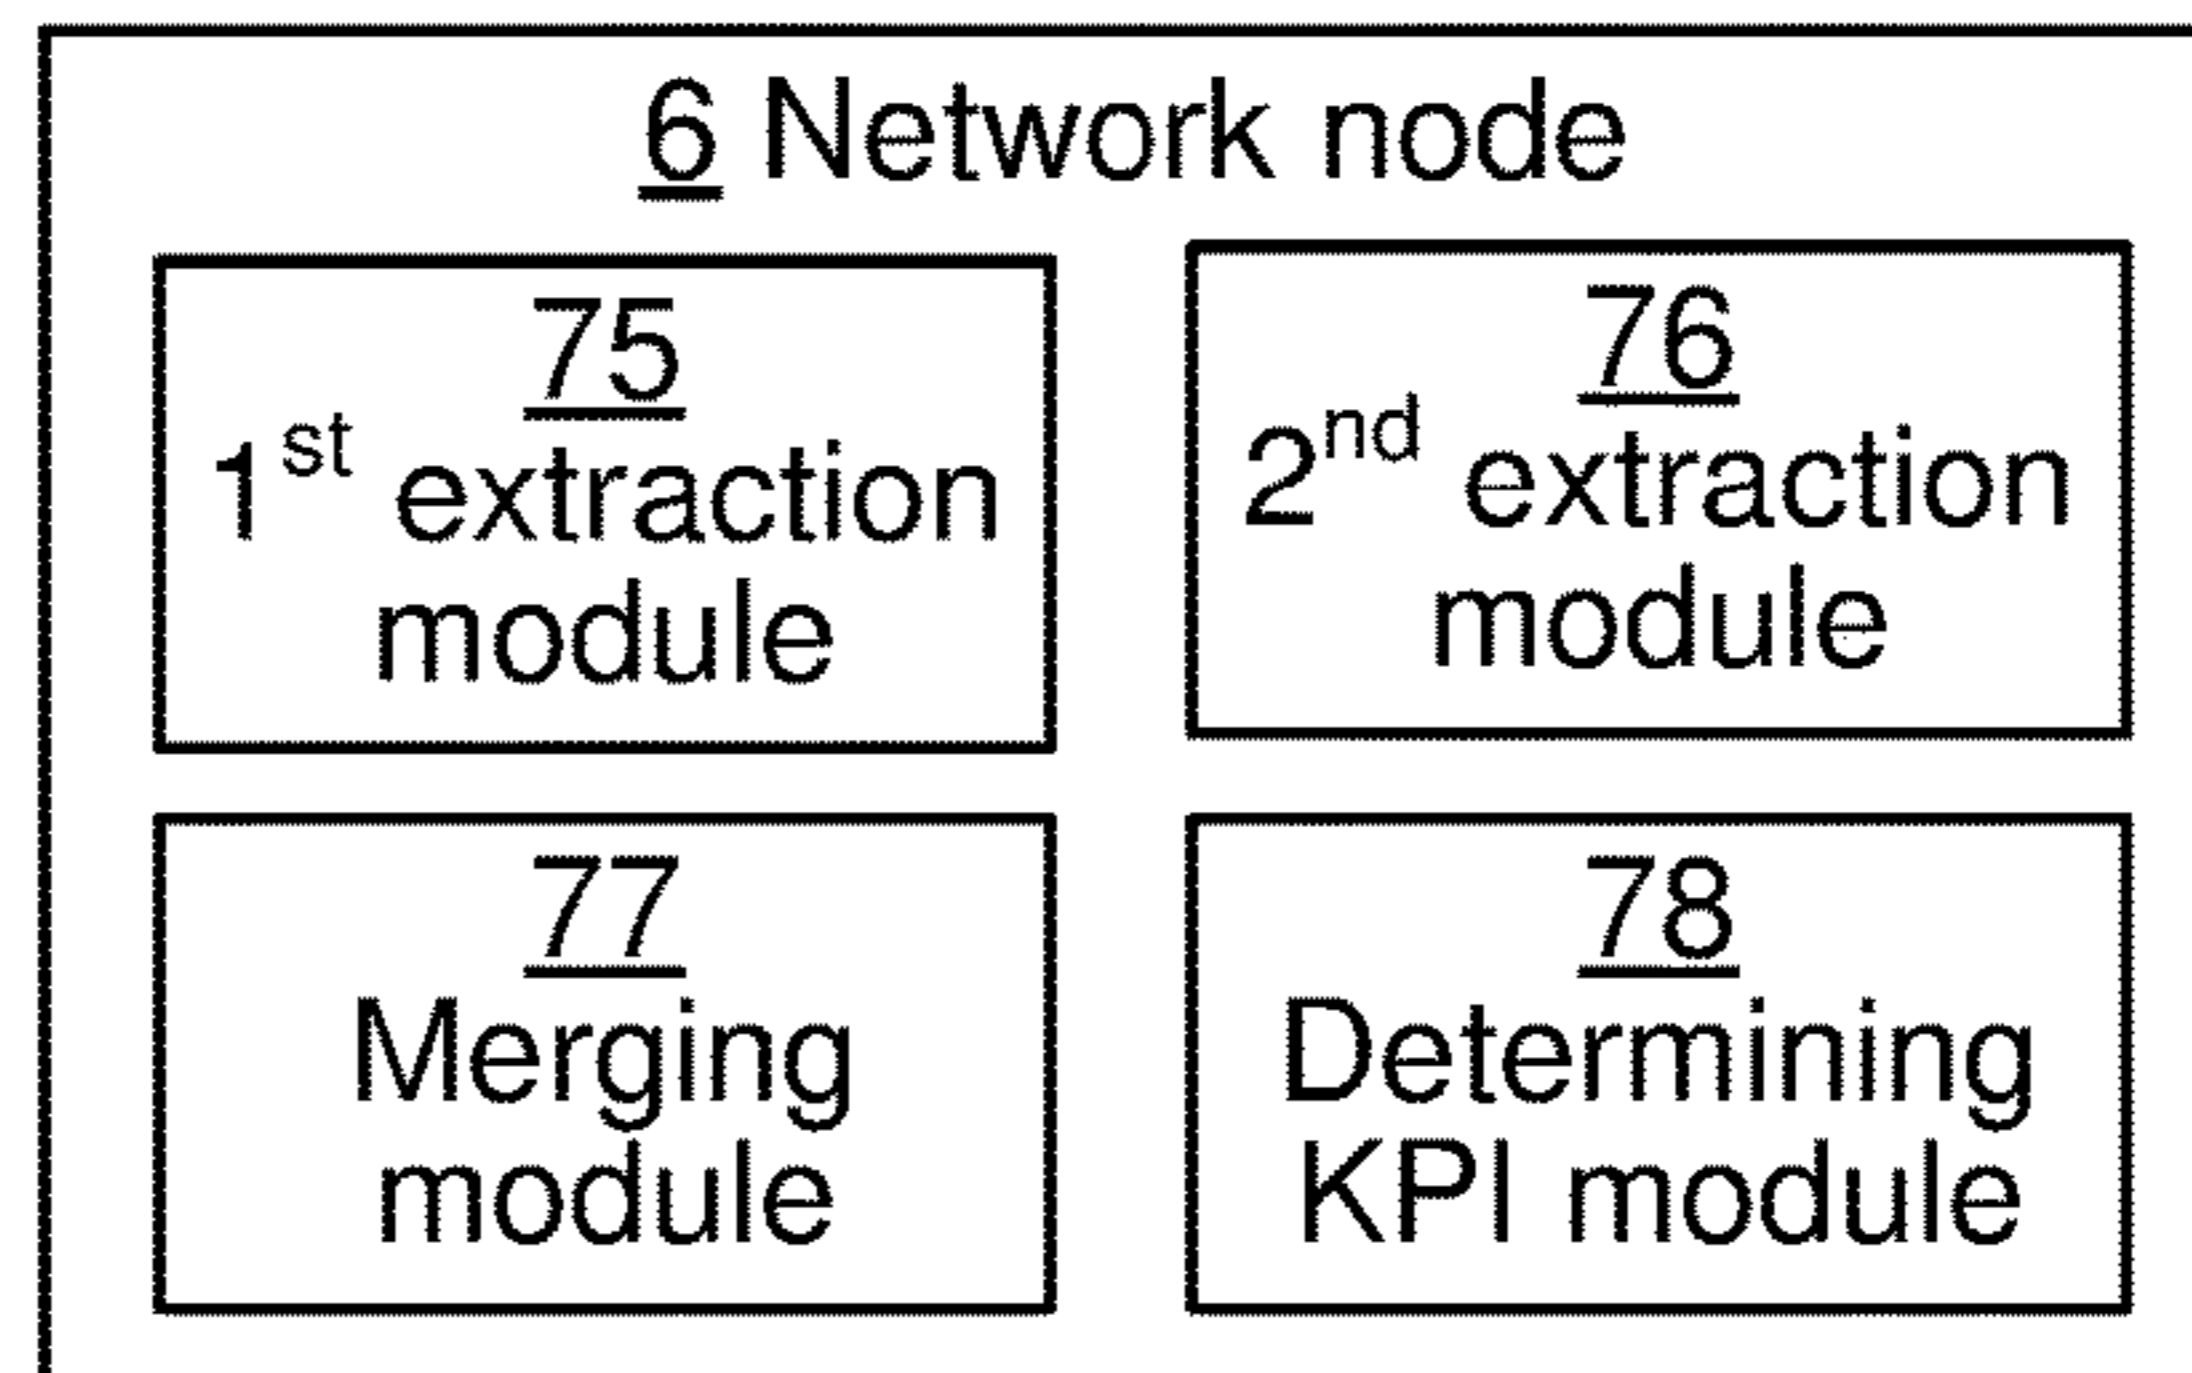 6 Network node
75
1st extraction
module
76
2nd extraction
module
77
Merging
module
78
Determining
KPI module